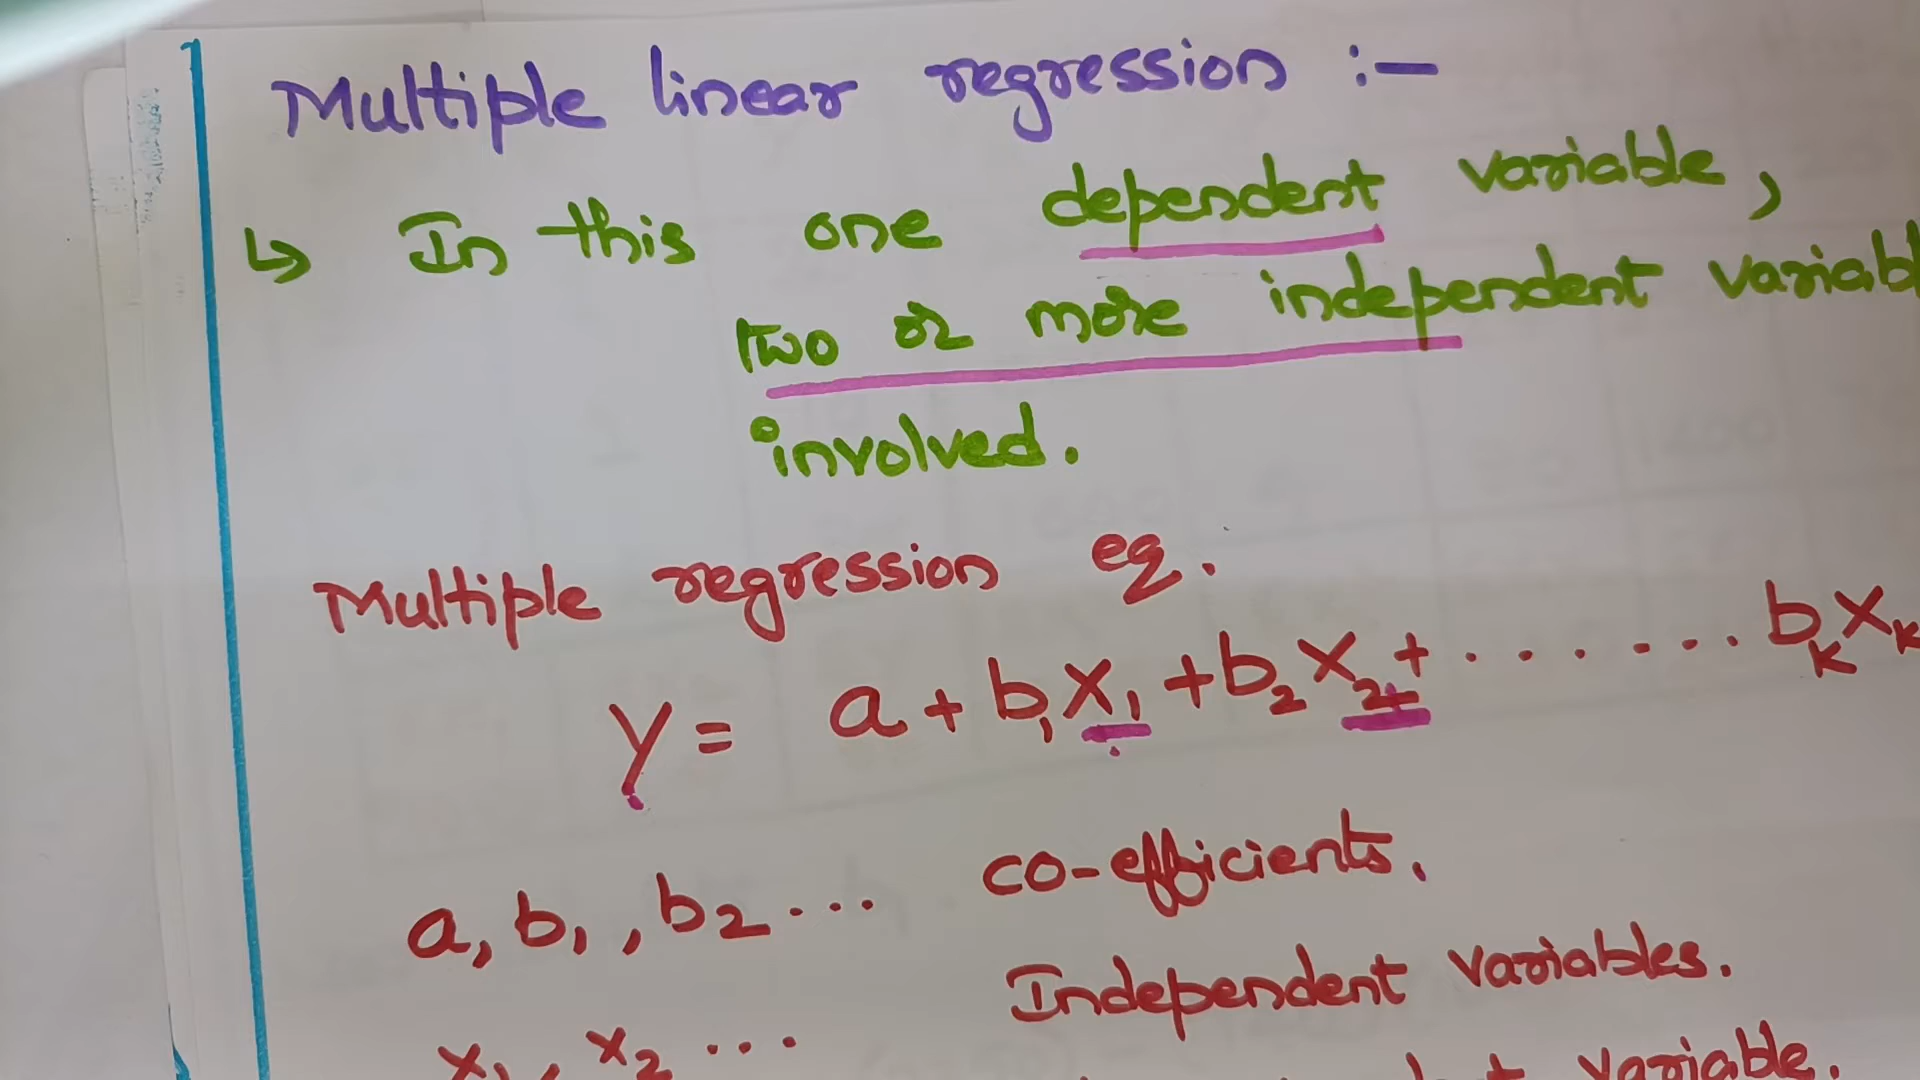 Multiple linear regression :-
↳ In this one dependent variable,
two or more independent variabl
involved.
Multiple regression eq.
y = a + b₁x₁ + b₂x₂ + ....... bₖxₖ
a, b₁, b₂ ... co-efficients.
x₁, x₂ ... Independent variables.
variable.